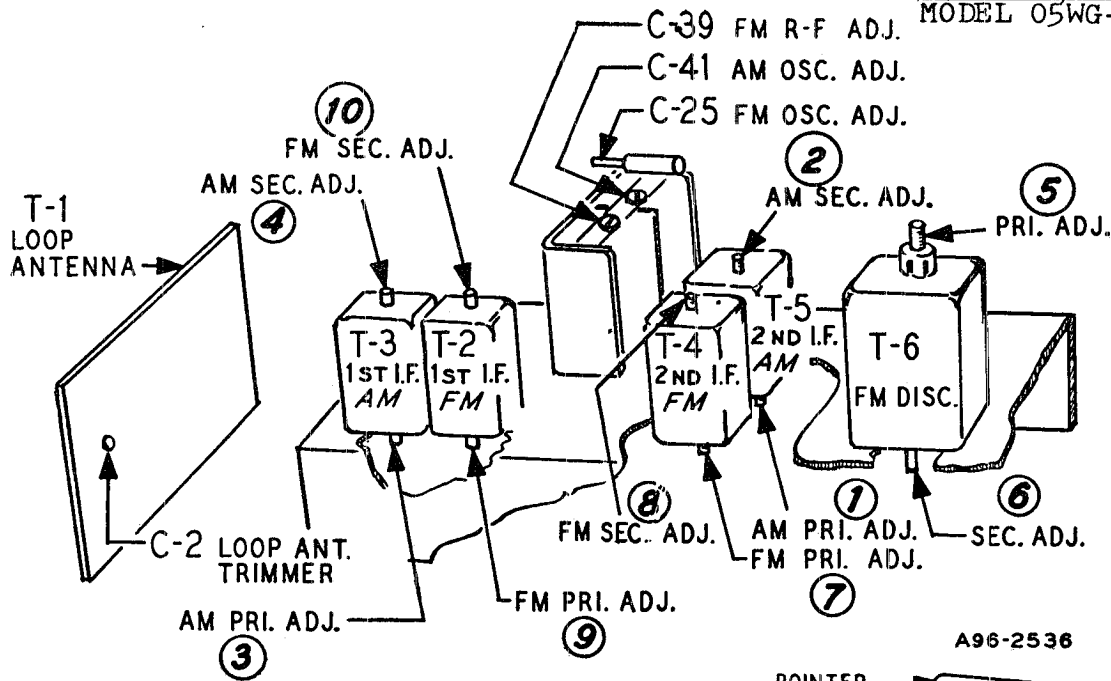 MODEL 05WG-
C-39 FM R-F ADJ.
C-41 AM OSC. ADJ.
C-25 FM OSC. ADJ.
10
FM SEC. ADJ.
2
AM SEC. ADJ.
AM SEC. ADJ.
4
5
PRI. ADJ.
T-1
LOOP
ANTENNA
T-3
1ST I.F.
AM
T-2
1ST I.F.
FM
T-4
2ND I.F.
FM
T-5
2ND I.F.
AM
T-6
FM DISC.
C-2 LOOP ANT.
TRIMMER
8
FM SEC. ADJ.
1
AM PRI. ADJ.
FM PRI. ADJ.
7
6
SEC. ADJ.
AM PRI. ADJ.
3
FM PRI. ADJ.
9
A96-2536
POINTER